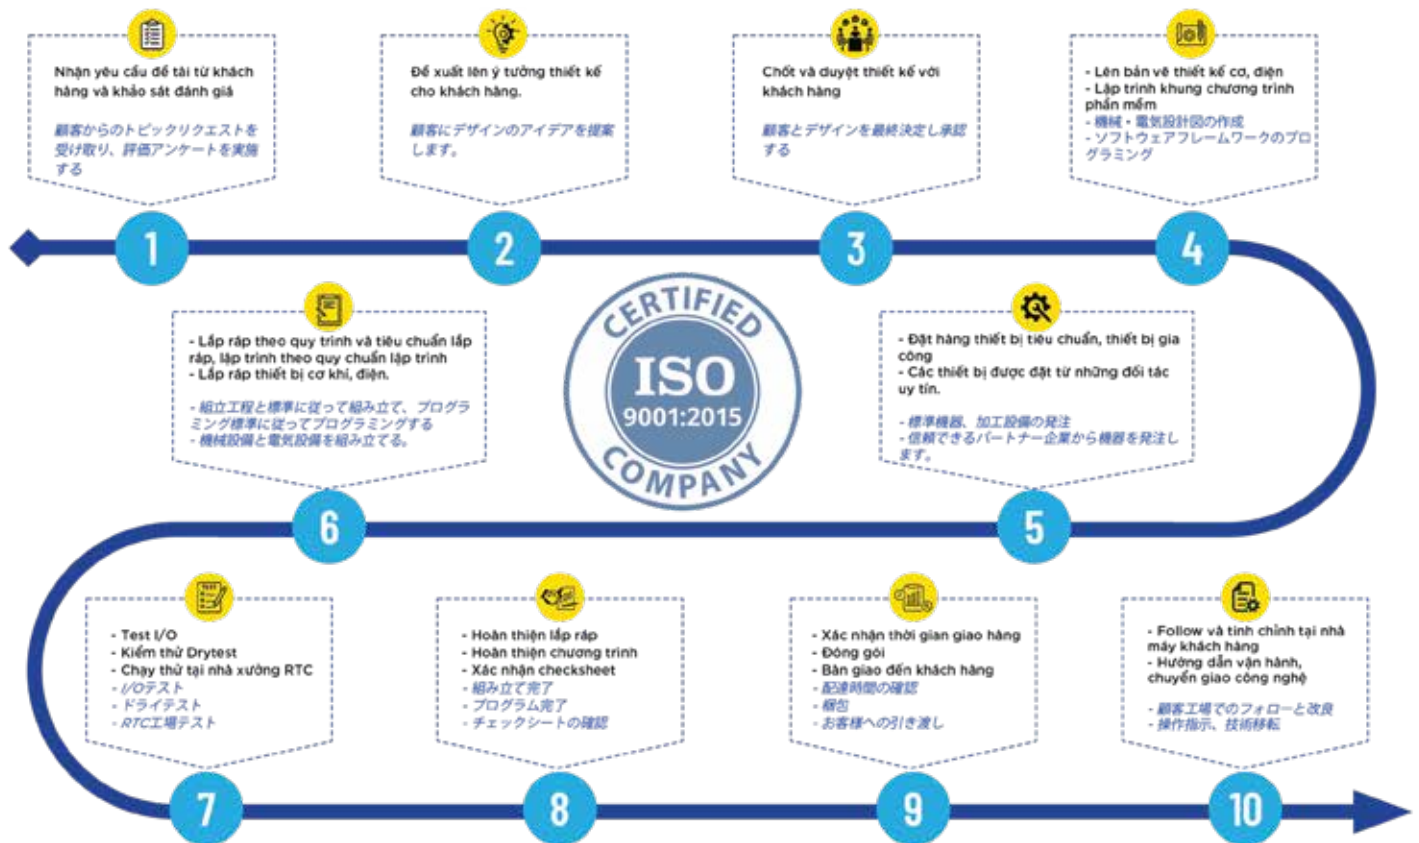 Nhận yêu cầu đề tài từ khách
hàng và khảo sát đánh giá
顧客からのトピックリクエストを
受け取り、評価アンケートを実施
する
1
Đề xuất lên ý tưởng thiết kế
cho khách hàng.
顧客にデザインのアイデアを提案
します。
2
Chốt và duyệt thiết kế với
khách hàng
顧客とデザインを最終決定し承認
する
3
- Lên bản vẽ thiết kế cơ, điện
- Lập trình khung chương trình
phần mềm
- 機械・電気設計図の作成
- ソフトウェアフレームワークのプロ
グラミング
4
CERTIFIED
ISO
9001:2015
COMPANY
- Đặt hàng thiết bị tiêu chuẩn, thiết bị gia
công
- Các thiết bị được đặt từ những đối tác
uy tín.
- 標準機器、加工設備の発注
- 信頼できるパートナー企業から機器を発注し
ます。
5
- Lắp ráp theo quy trình và tiêu chuẩn lắp
ráp, lập trình theo quy chuẩn lập trình
- Lắp ráp thiết bị cơ khí, điện.
- 組立工程と標準に従って組み立て、プログラ
ミング標準に従ってプログラミングする
- 機械設備と電気設備を組み立てる。
6
- Test I/O
- Kiểm thử Drytest
- Chạy thử tại nhà xưởng RTC
- I/Oテスト
- ドライテスト
- RTC工場テスト
7
- Hoàn thiện lắp ráp
- Hoàn thiện chương trình
- Xác nhận checksheet
- 組み立て完了
- プログラム完了
- チェックシートの確認
8
- Xác nhận thời gian giao hàng
- Đóng gói
- Bàn giao đến khách hàng
- 配達時間の確認
- 梱包
- お客様への引き渡し
9
- Follow và tinh chỉnh tại nhà
máy khách hàng
- Hướng dẫn vận hành,
chuyển giao công nghệ
- 顧客工場でのフォローと改良
- 操作指示、技術移転
10